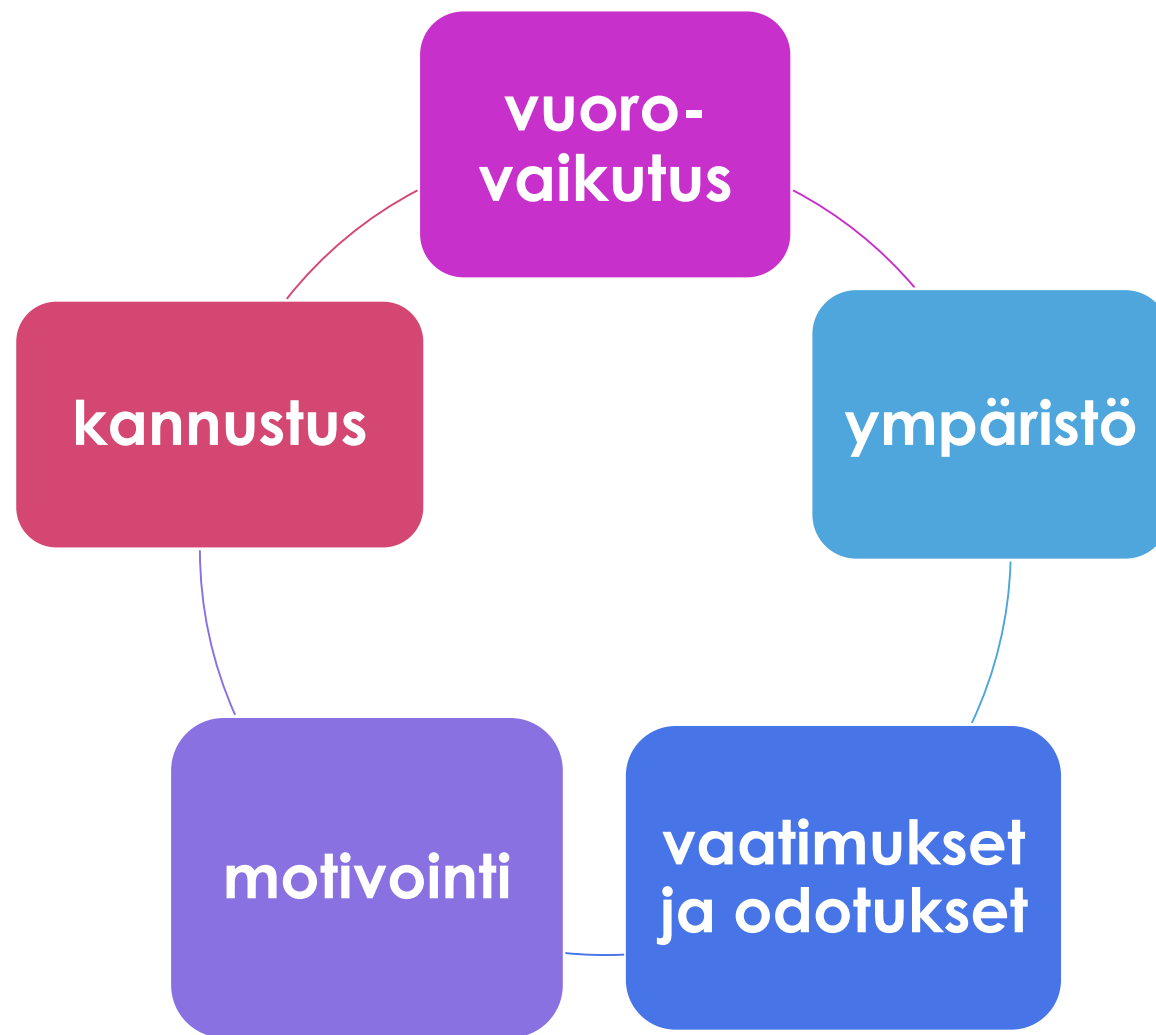 vuoro-
vaikutus
kannustus
ympäristö
motivointi
vaatimukset
ja odotukset